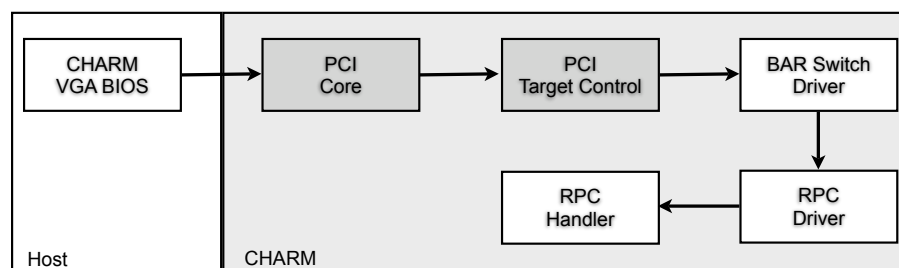 CHARM
VGA BIOS
PCI
Core
PCI
Target Control
BAR Switch
Driver
RPC
Handler
RPC
Driver
Host
CHARM